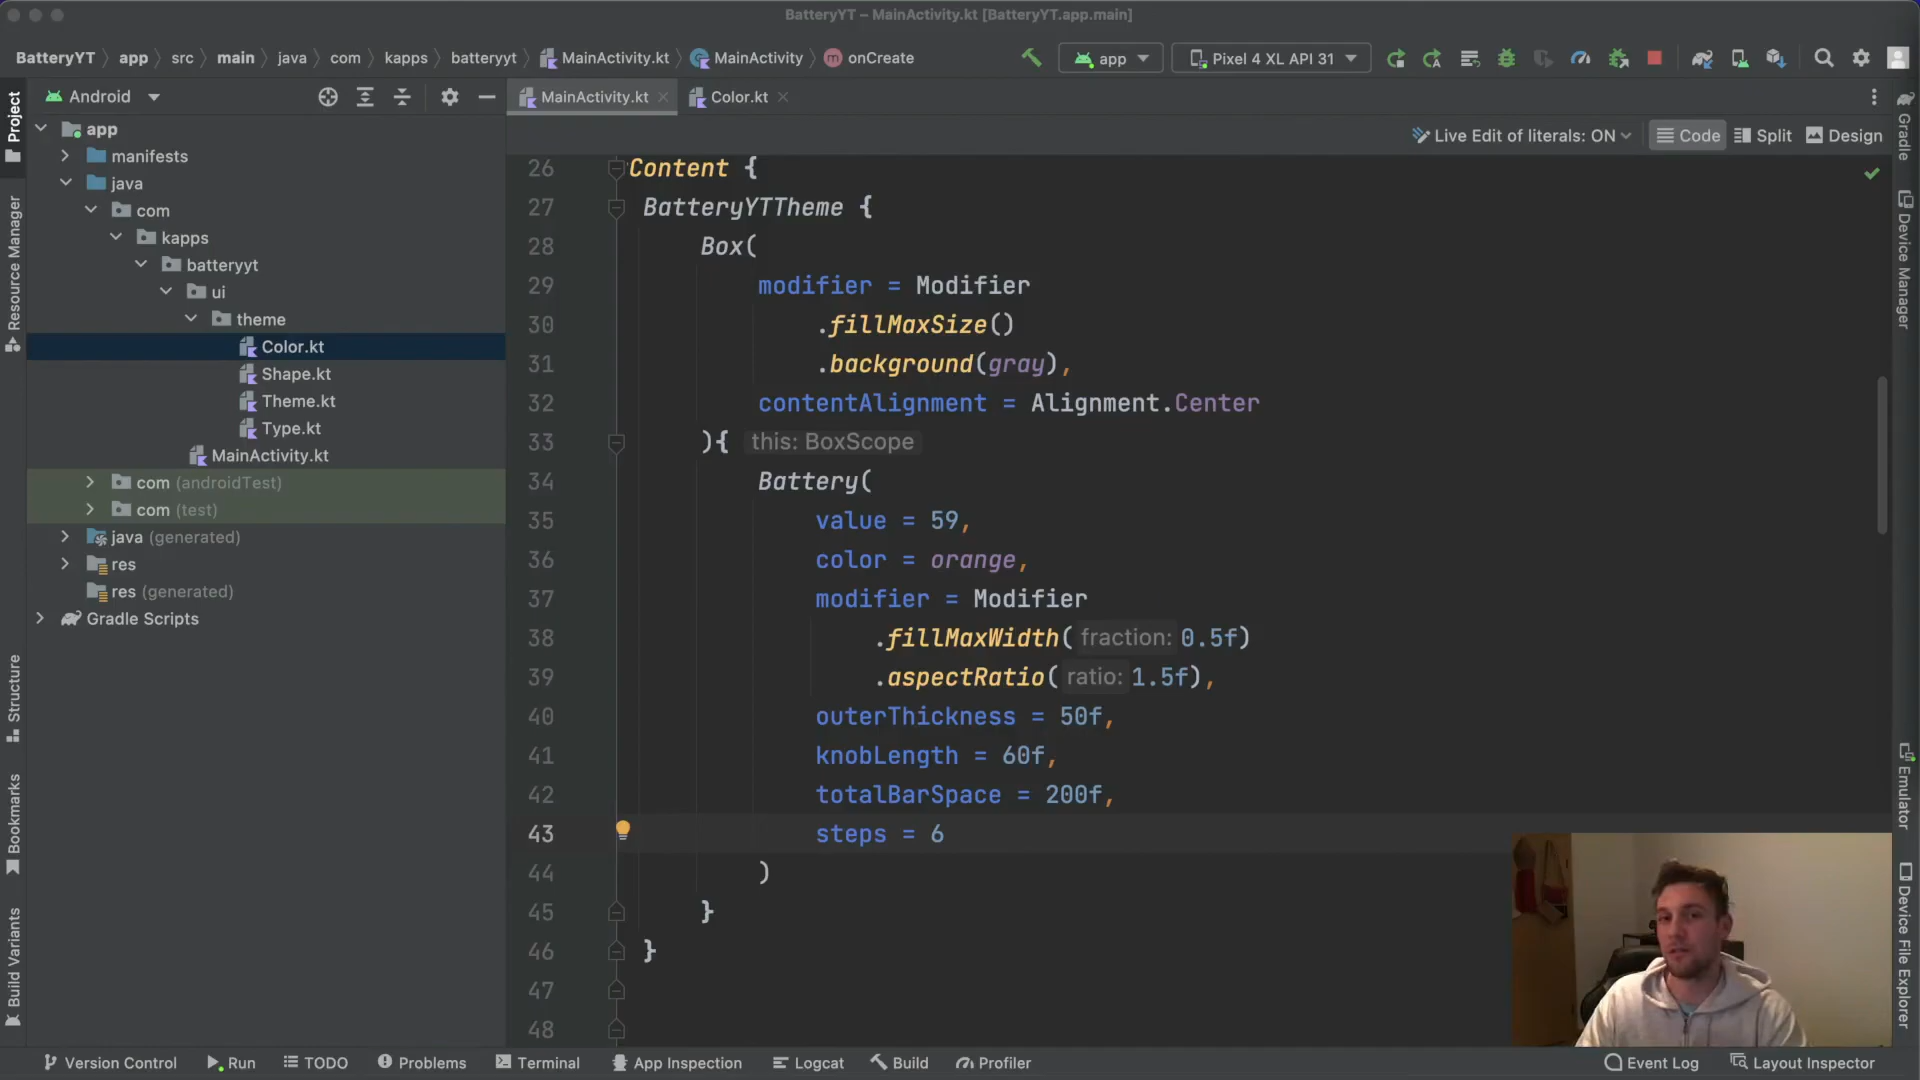 BatteryYT – MainActivity.kt [BatteryYT.app.main]
BatteryYT app src main java com kapps batteryyt MainActivity.kt MainActivity onCreate
app
Pixel 4 XL API 31
Android
MainActivity.kt
Color.kt
Live Edit of literals: ON
Code
Split
Design
Project
Resource Manager
Structure
Bookmarks
Build Variants
app
manifests
java
com
kapps
batteryyt
ui
theme
Color.kt
Shape.kt
Theme.kt
Type.kt
MainActivity.kt
com (androidTest)
com (test)
java (generated)
res
res (generated)
Gradle Scripts
26 Content {
27 BatteryYTTheme {
28 Box(
29 modifier = Modifier
30 .fillMaxSize()
31 .background(gray),
32 contentAlignment = Alignment.Center
33 ){ this: BoxScope
34 Battery(
35 value = 59,
36 color = orange,
37 modifier = Modifier
38 .fillMaxWidth( fraction: 0.5f)
39 .aspectRatio( ratio: 1.5f),
40 outerThickness = 50f,
41 knobLength = 60f,
42 totalBarSpace = 200f,
43 steps = 6
44 )
45 }
46 }
47
48
Gradle
Device Manager
Emulator
Device File Explorer
Version Control
Run
TODO
Problems
Terminal
App Inspection
Logcat
Build
Profiler
Event Log
Layout Inspector